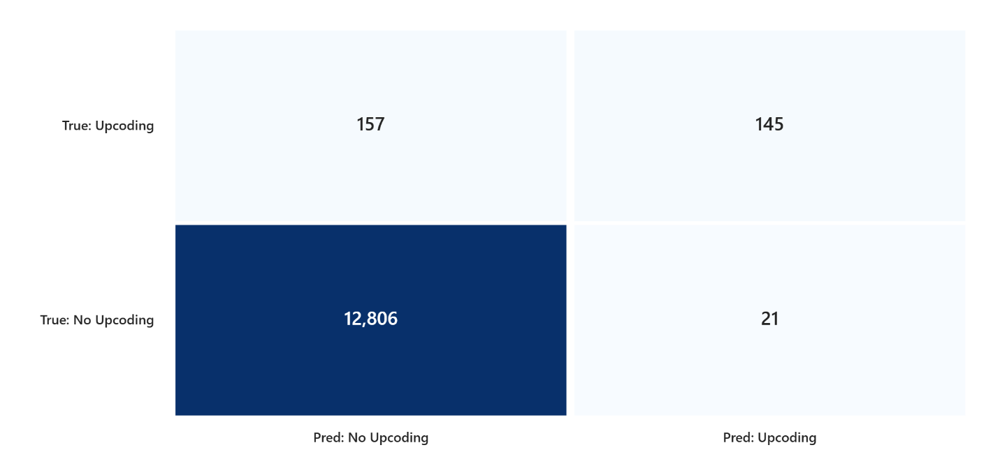 True: Upcoding
157
145
True: No Upcoding
12,806
21
Pred: No Upcoding
Pred: Upcoding